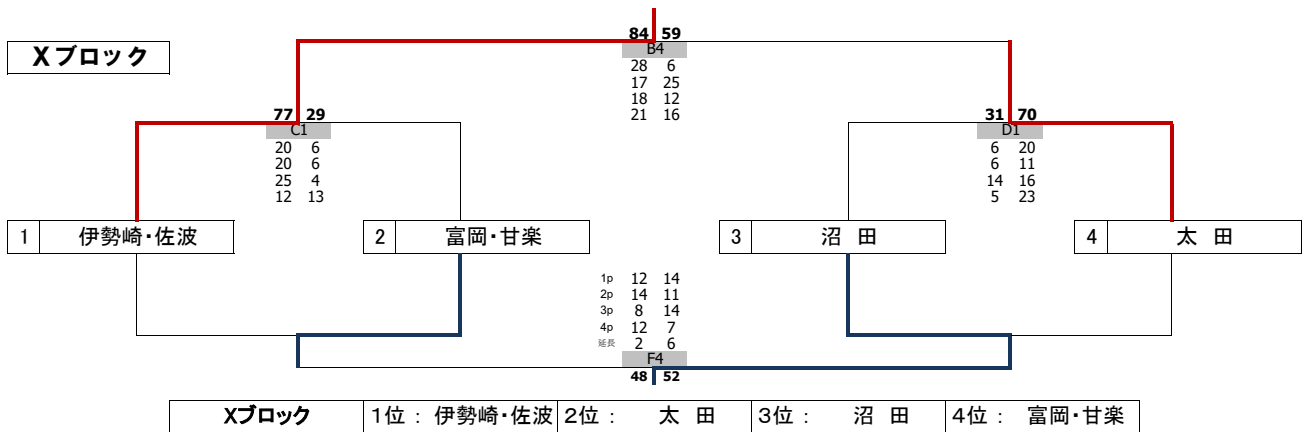 84 59
Xブロック
B4
28 6
17 25
18 12
21 16
77 29
C1
20 6
20 6
25 4
12 13
31 70
D1
6 20
6 11
14 16
5 23
1 伊勢崎・佐波
2 富岡・甘楽
3 沼 田
4 太 田
1p 12 14
2p 14 11
3p 8 14
4p 12 7
延長 2 6
F4
48 52
Xブロック 1位： 伊勢崎・佐波 2位： 太 田 3位： 沼 田 4位： 富岡・甘楽